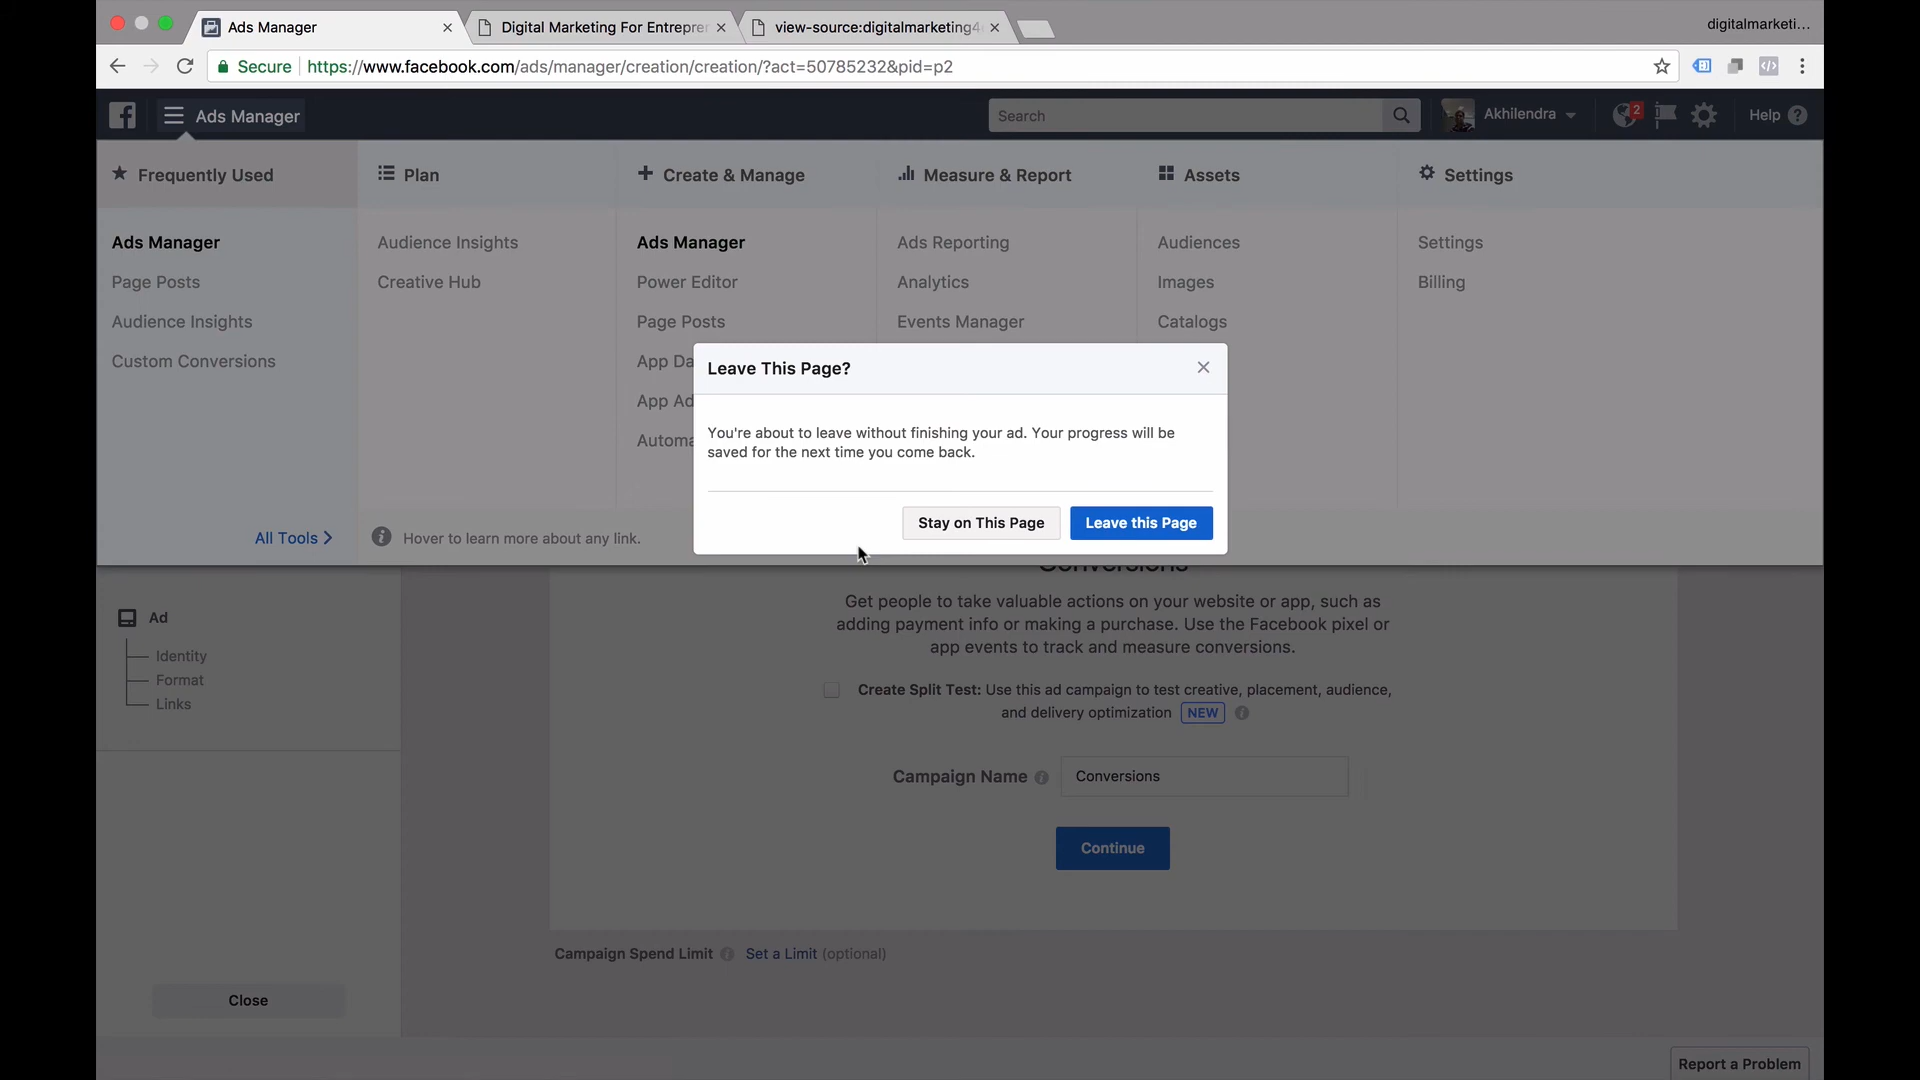 Ads Manager
Digital Marketing For Entrepre
view-source:digitalmarketing4
digitalmarketi...
Secure
https://www.facebook.com/ads/manager/creation/creation/?act=50785232&pid=p2
Ads Manager
Search
Akhilendra
2
Help
Frequently Used
Plan
Create & Manage
Measure & Report
Assets
Settings
Ads Manager
Audience Insights
Ads Manager
Ads Reporting
Audiences
Settings
Page Posts
Creative Hub
Power Editor
Analytics
Images
Billing
Audience Insights
Page Posts
Events Manager
Catalogs
Custom Conversions
App Da
App Ad
Automa
Leave This Page?
You're about to leave without finishing your ad. Your progress will be
saved for the next time you come back.
Stay on This Page
Leave this Page
All Tools
Hover to learn more about any link.
Conversions
Get people to take valuable actions on your website or app, such as
adding payment info or making a purchase. Use the Facebook pixel or
app events to track and measure conversions.
Ad
Identity
Format
Links
Create Split Test: Use this ad campaign to test creative, placement, audience,
and delivery optimization NEW
Campaign Name
Conversions
Continue
Campaign Spend Limit
Set a Limit (optional)
Close
Report a Problem